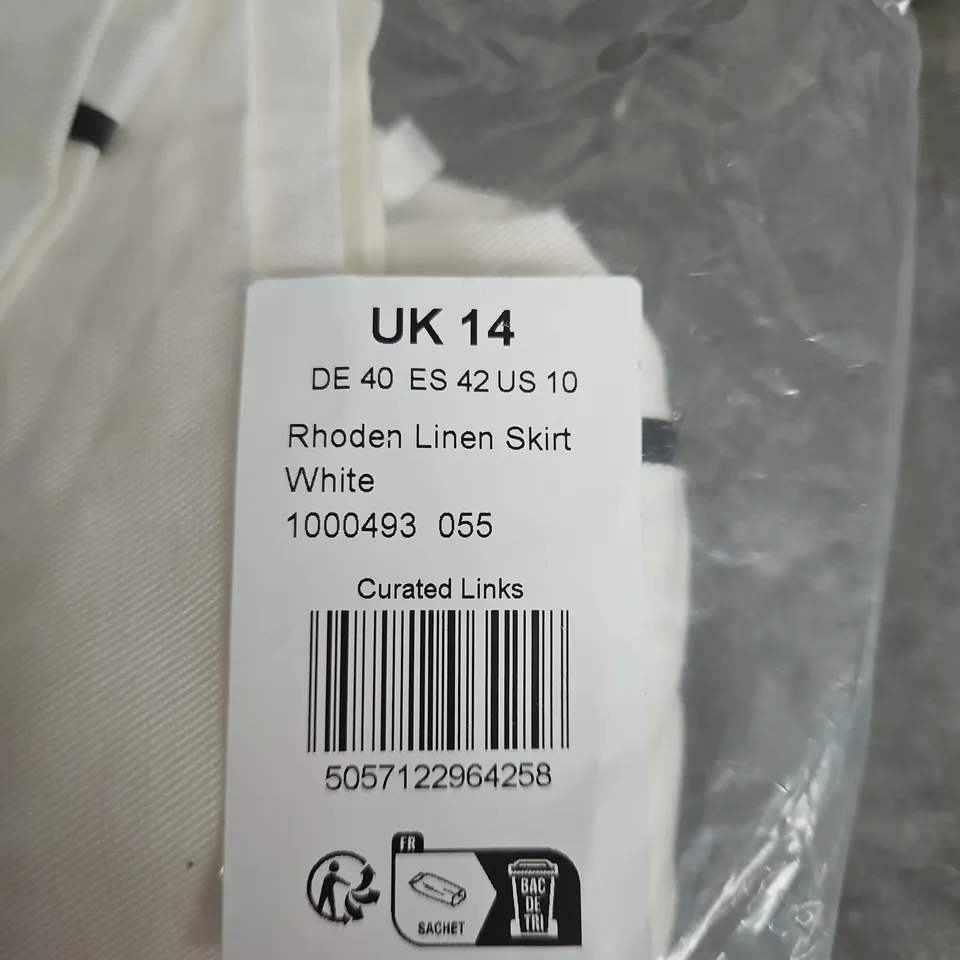 UK 14
DE 40 ES 42 US 10
Rhoden Linen Skirt
White
1000493 055
Curated Links
5057122964258
FR
SACHET
BAC
DE
TRI